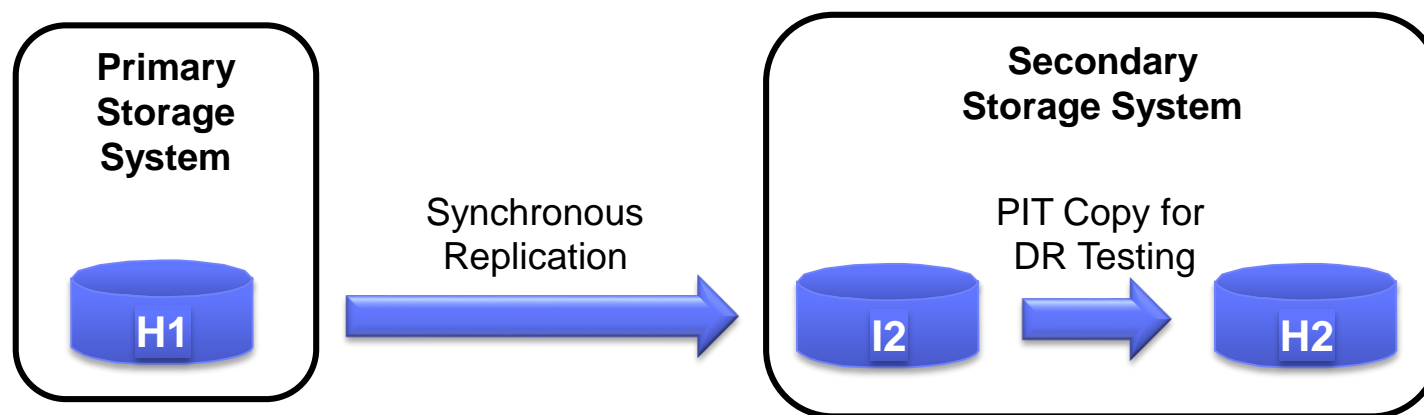 Primary
Storage
System
H1
Synchronous
Replication
Secondary
Storage System
PIT Copy for
DR Testing
I2
H2